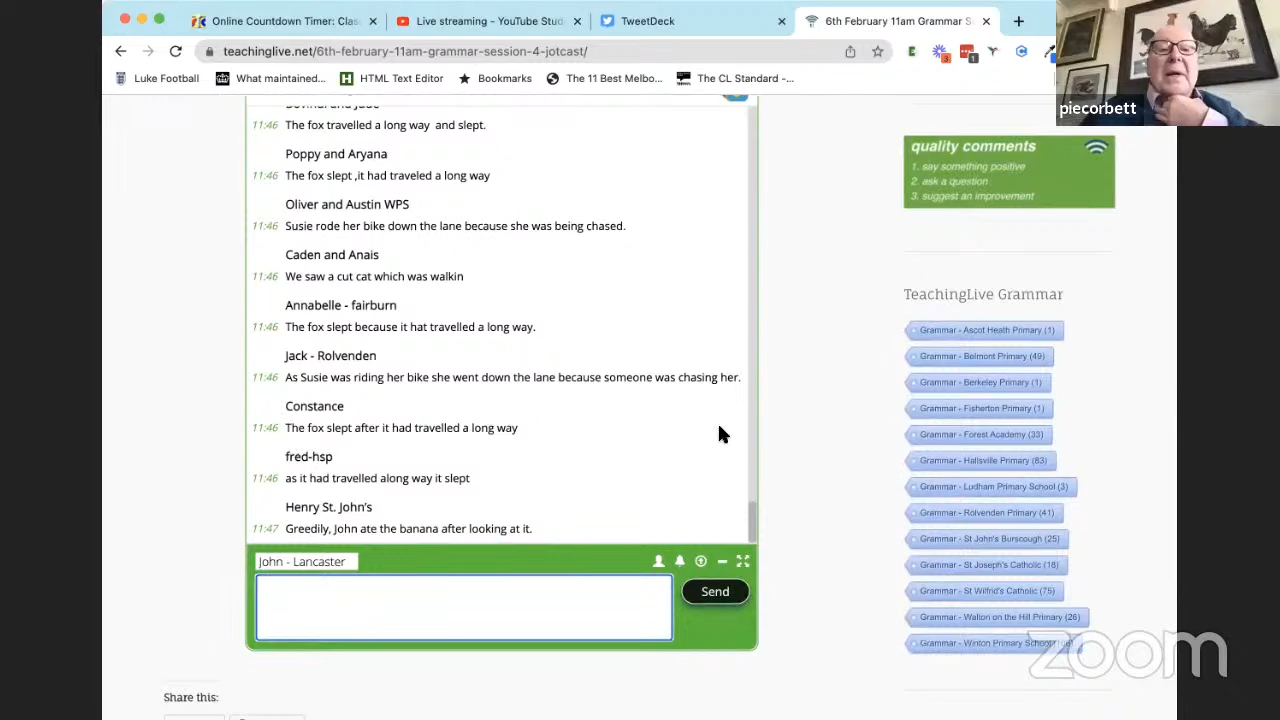 Online Countdown Timer: Clas
Live streaming - YouTube Stud
TweetDeck
6th February 11am Grammar S
teachinglive.net/6th-february-11am-grammar-session-4-jotcast/
3
1
Luke Football
What maintained...
HTML Text Editor
Bookmarks
The 11 Best Melbo...
The CL Standard -...
piecorbett
11:46 The fox travelled a long way and slept.
Poppy and Aryana
11:46 The fox slept ,it had traveled a long way
Oliver and Austin WPS
11:46 Susie rode her bike down the lane because she was being chased.
Caden and Anais
11:46 We saw a cut cat which was walkin
Annabelle - fairburn
11:46 The fox slept because it hat travelled a long way.
Jack - Rolvenden
11:46 As Susie was riding her bike she went down the lane because someone was chasing her.
Constance
11:46 The fox slept after it had travelled a long way
fred-hsp
11:46 as it had travelled along way it slept
Henry St. John's
11:47 Greedily, John ate the banana after looking at it.
John - Lancaster
Send
Share this:
quality comments
1. say something positive
2. ask a question
3. suggest an improvement
TeachingLive Grammar
Grammar - Ascot Heath Primary (1)
Grammar - Belmont Primary (49)
Grammar - Berkeley Primary (1)
Grammar - Fisherton Primary (1)
Grammar - Forest Academy (33)
Grammar - Hallsville Primary (83)
Grammar - Ludham Primary School (3)
Grammar - Rolvenden Primary (41)
Grammar - St John's Burscough (25)
Grammar - St Joseph's Catholic (18)
Grammar - St Wilfrid's Catholic (75)
Grammar - Walton on the Hill Primary (26)
Grammar - Winton Primary School
zoom